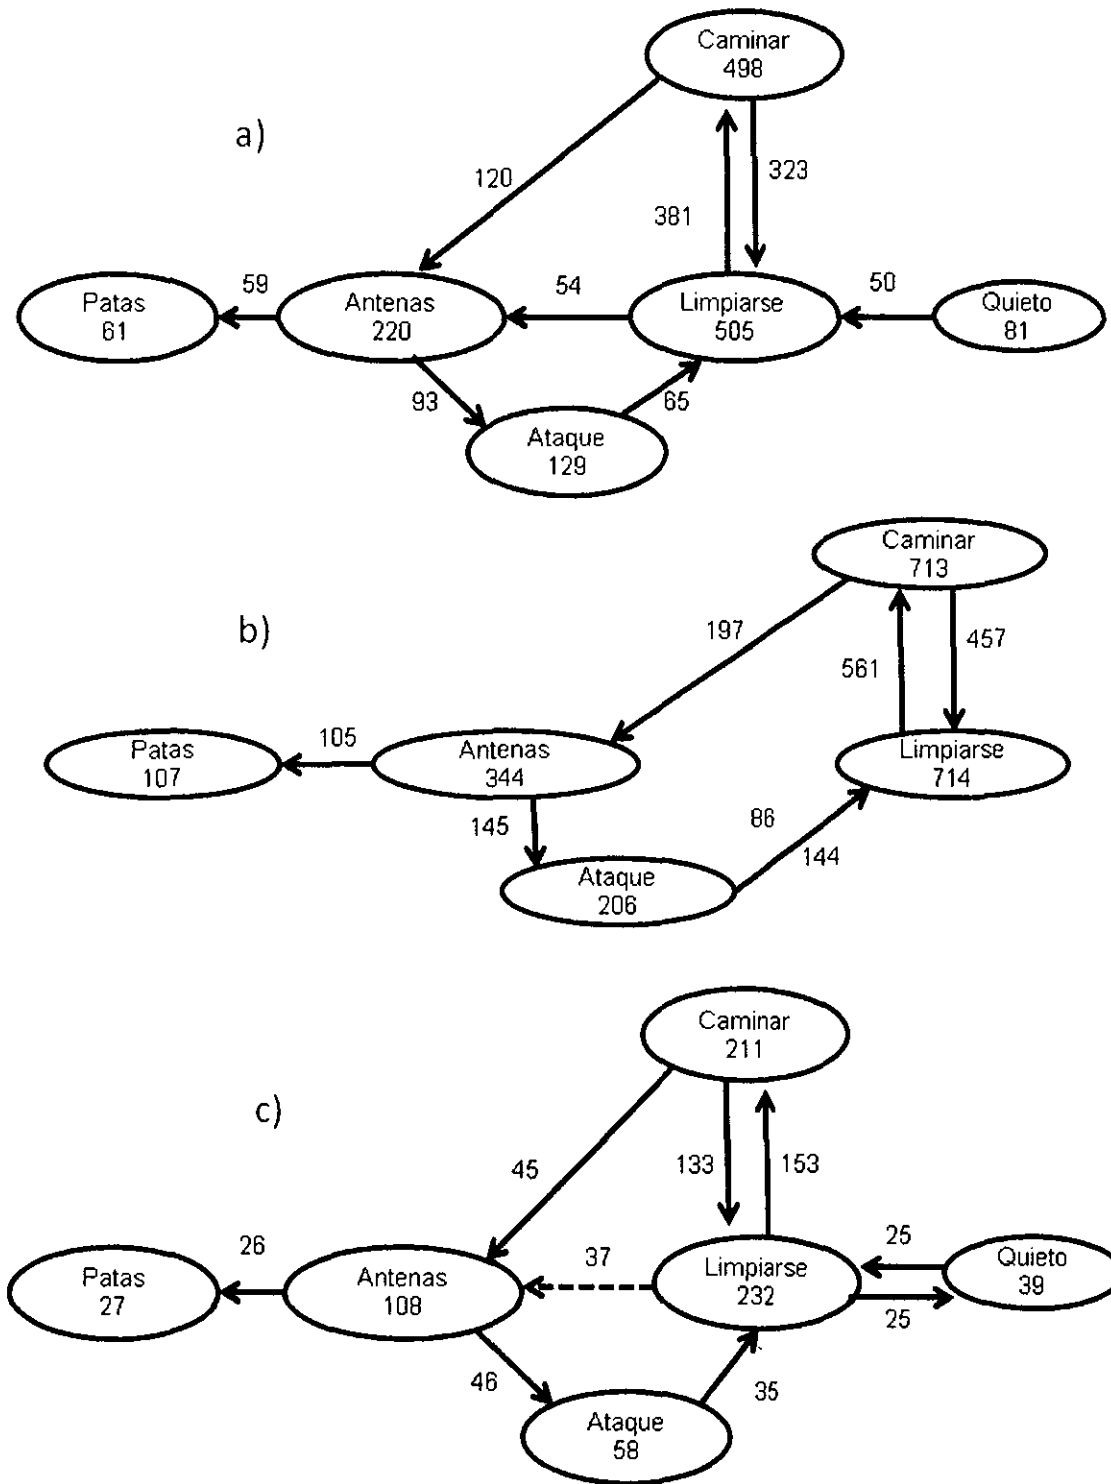 Caminar
498
a)
120
323
381
Patas
61
59
Antenas
220
54
Limpiarse
505
50
Quieto
81
93
65
Ataque
129
Caminar
713
b)
197
457
561
Patas
107
105
Antenas
344
Limpiarse
714
145
86
144
Ataque
206
Caminar
211
c)
45
133
153
Patas
27
26
Antenas
108
37
Limpiarse
232
25
Quieto
39
25
46
35
Ataque
58